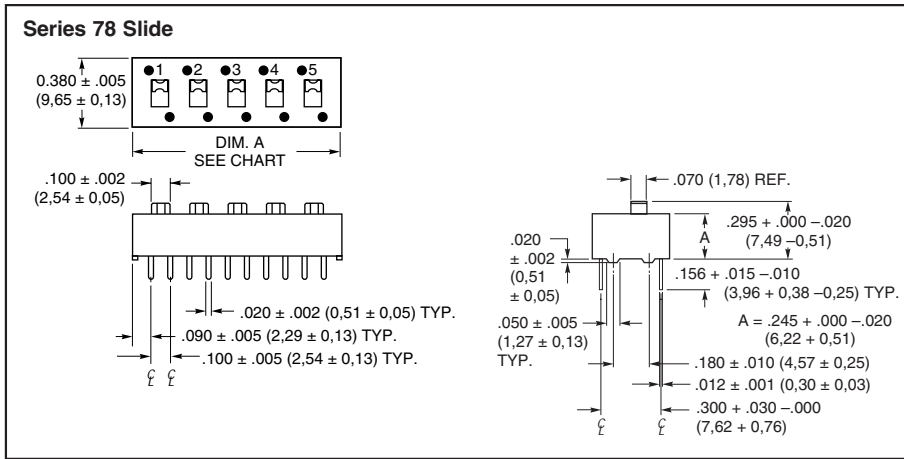 Series 78 Slide
1 2 3 4 5
0.380 ± .005
(9,65 ± 0,13)
DIM. A
SEE CHART
.100 ± .002
(2,54 ± 0,05)
.020 ± .002 (0,51 ± 0,05) TYP.
.090 ± .005 (2,29 ± 0,13) TYP.
.100 ± .005 (2,54 ± 0,13) TYP.
℄ ℄
.070 (1,78) REF.
.295 + .000 –.020
(7,49 –0,51)
A
.020
± .002
(0,51
± 0,05)
.156 + .015 –.010
(3,96 + 0,38 –0,25) TYP.
.050 ± .005
(1,27 ± 0,13)
TYP.
A = .245 + .000 –.020
(6,22 + 0,51)
.180 ± .010 (4,57 ± 0,25)
.012 ± .001 (0,30 ± 0,03)
.300 + .030 –.000
(7,62 + 0,76)
℄ ℄